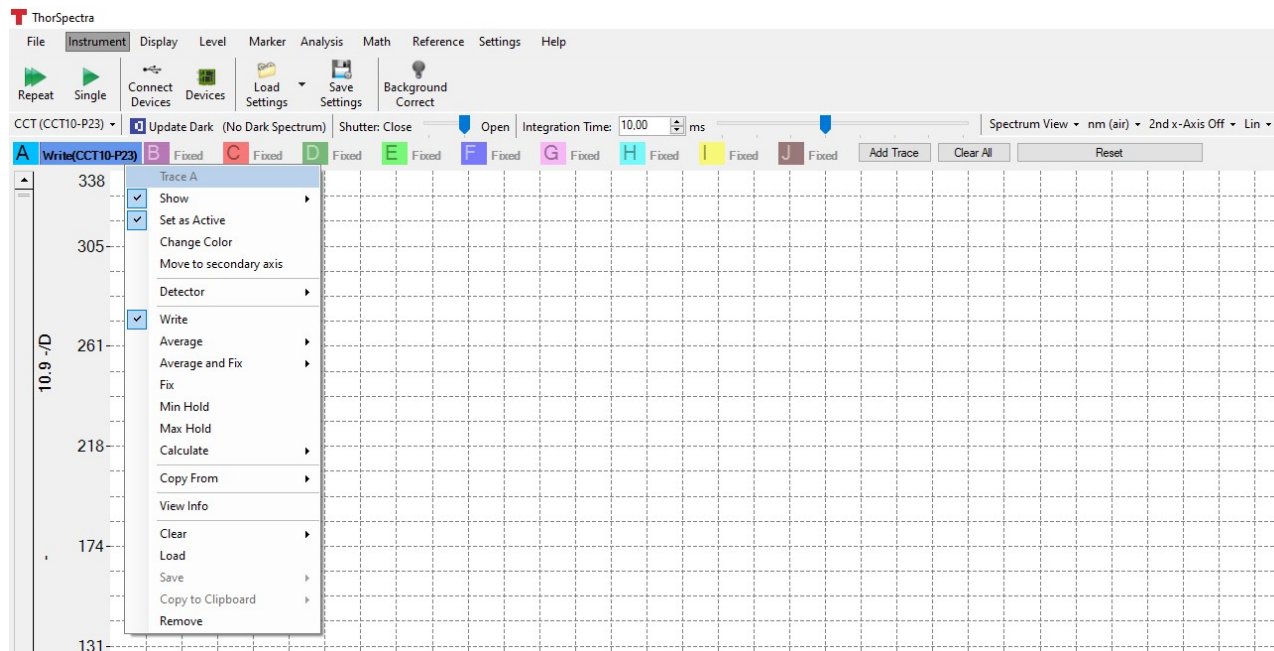 ThorSpectra
File Instrument Display Level Marker Analysis Math Reference Settings Help
Repeat Single Connect Devices Devices Load Settings Save Settings Background Correct
CCT (CCT10-P23) Update Dark (No Dark Spectrum) Shutter: Close Open Integration Time: 10,00 ms Spectrum View nm (air) 2nd x-Axis Off Lin
A Write(CCT10-P23) B Fixed C Fixed D Fixed E Fixed F Fixed G Fixed H Fixed I Fixed J Fixed Add Trace Clear All Reset
338
305
261
218
174
131
10.9 -/D
-
Trace A
Show
Set as Active
Change Color
Move to secondary axis
Detector
Write
Average
Average and Fix
Fix
Min Hold
Max Hold
Calculate
Copy From
View Info
Clear
Load
Save
Copy to Clipboard
Remove